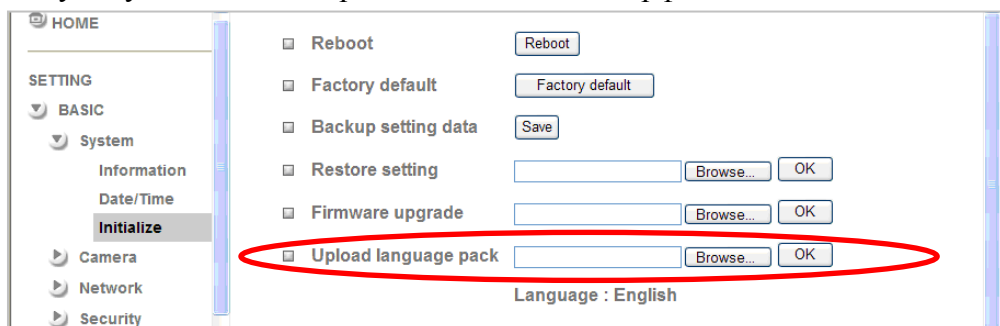 HOME
SETTING
BASIC
System
Information
Date/Time
Initialize
Camera
Network
Security
Reboot Reboot
Factory default Factory default
Backup setting data Save
Restore setting Browse... OK
Firmware upgrade Browse... OK
Upload language pack Browse... OK
Language : English